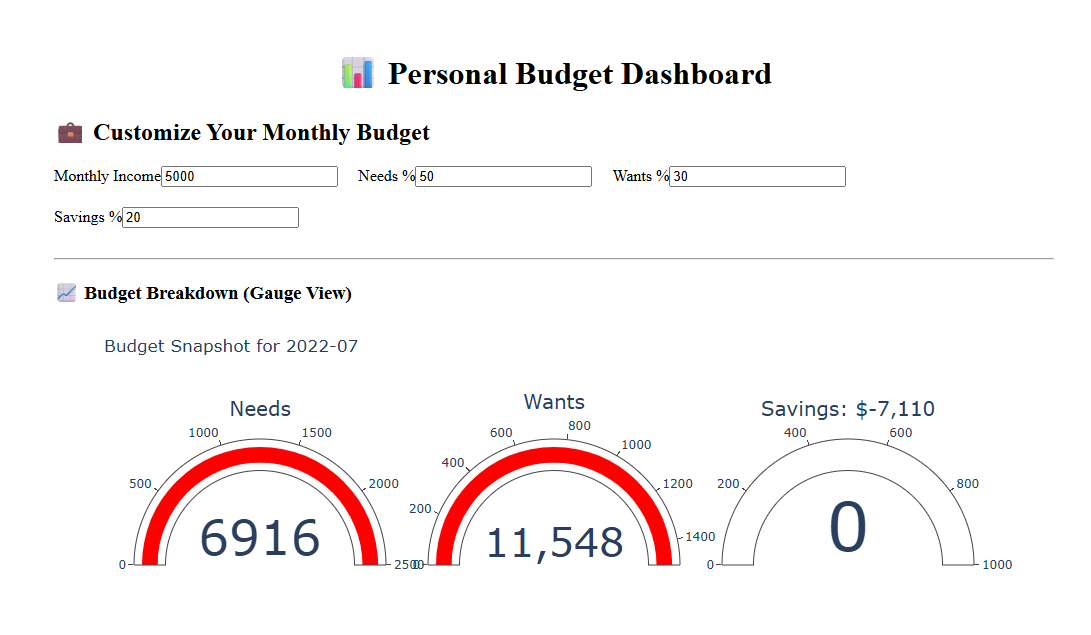 Personal Budget Dashboard
Customize Your Monthly Budget
Monthly Income 5000 Needs % 50 Wants % 30
Savings % 20
Budget Breakdown (Gauge View)
Budget Snapshot for 2022-07
Needs
0
500
1000
1500
2000
2500
6916
Wants
0
200
400
600
800
1000
1200
1400
11,548
Savings: $-7,110
0
200
400
600
800
1000
0